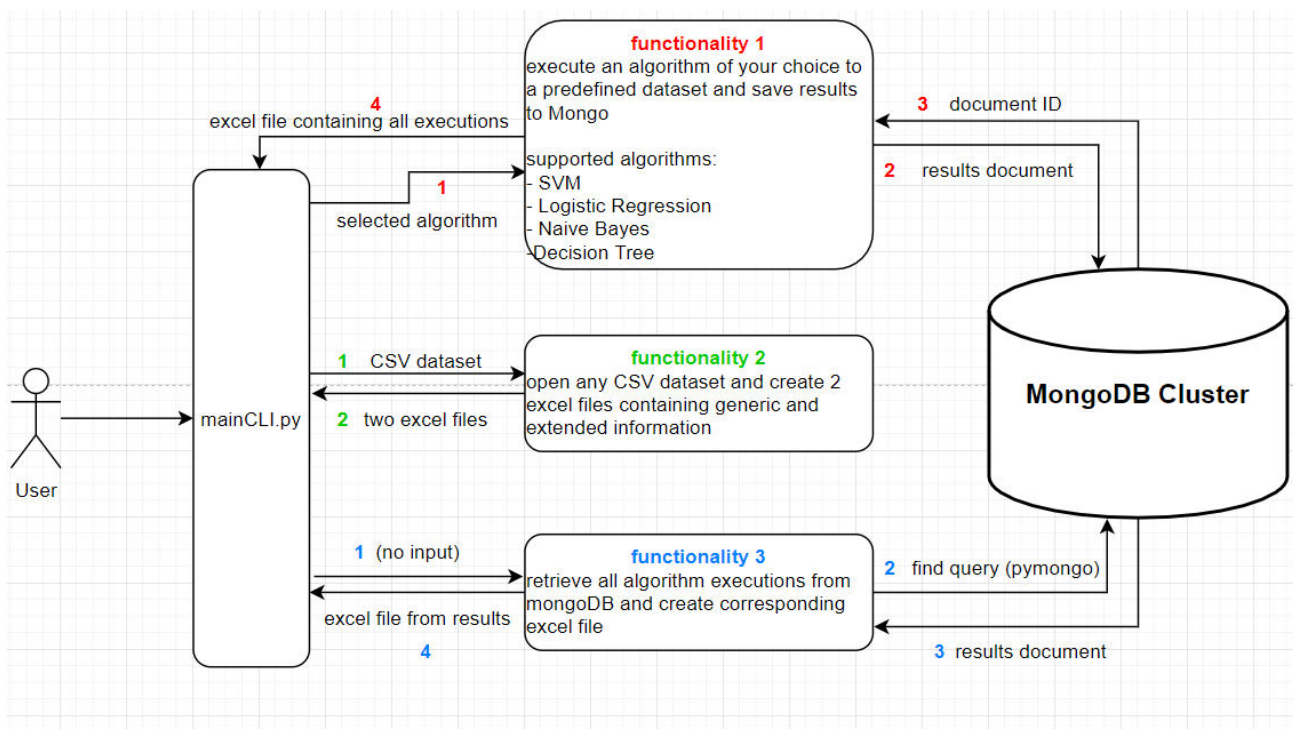 functionality 1
execute an algorithm of your choice to
a predefined dataset and save results
to Mongo
supported algorithms:
- SVM
- Logistic Regression
- Naive Bayes
-Decision Tree
4
excel file containing all executions
1
selected algorithm
3 document ID
2 results document
functionality 2
open any CSV dataset and create 2
excel files containing generic and
extended information
1 CSV dataset
2 two excel files
MongoDB Cluster
mainCLI.py
User
functionality 3
retrieve all algorithm executions from
mongoDB and create corresponding
excel file
1 (no input)
excel file from results
4
2 find query (pymongo)
3 results document